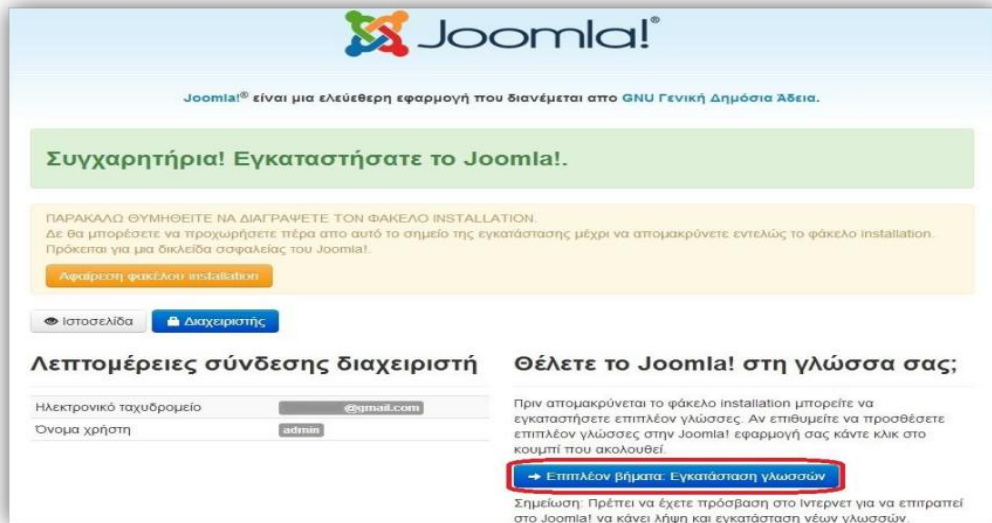 Joomla!®
Joomla!® είναι μια ελεύεθερη εφαρμογή που διανέμεται απο GNU Γενική Δημόσια Άδεια.
Συγχαρητήρια! Εγκαταστήσατε το Joomla!.
ΠΑΡΑΚΑΛΩ ΘΥΜΗΘΕΙΤΕ ΝΑ ΔΙΑΓΡΑΨΕΤΕ ΤΟΝ ΦΑΚΕΛΟ INSTALLATION.
Δε θα μπορέσετε να προχωρήσετε πέρα απο αυτό το σημείο της εγκατάστασης μέχρι να απομακρύνετε εντελώς το φάκελο installation.
Πρόκειται για μια δικλείδα ασφαλείας του Joomla!.
Αφαίρεση φακέλου installation
Ιστοσελίδα
Διαχειριστής
Λεπτομέρειες σύνδεσης διαχειριστή
Ηλεκτρονικό ταχυδρομείο @gmail.com
Όνομα χρήστη admin
Θέλετε το Joomla! στη γλώσσα σας;
Πριν απομακρύνεται το φάκελο installation μπορείτε να
εγκαταστήσετε επιπλέον γλώσσες. Αν επιθυμείτε να προσθέσετε
επιπλέον γλώσσες στην Joomla! εφαρμογή σας κάντε κλικ στο
κουμπί που ακολουθεί.
→ Επιπλέον βήματα: Εγκατάσταση γλωσσών
Σημείωση: Πρέπει να έχετε πρόσβαση στο Ιντερνετ για να επιτραπεί
στο Joomla! να κάνει λήψη και εγκατάσταση νέων γλωσσών.